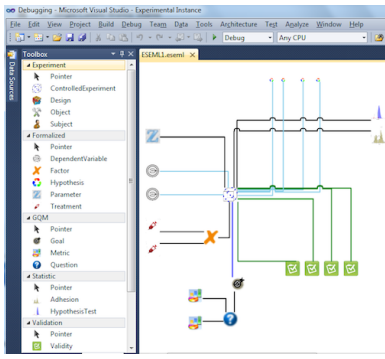 Debugging - Microsoft Visual Studio - Experimental Instance
File Edit View Project Build Debug Team Data Tools Architecture Test Analyze Window Help
Debug Any CPU
Data Sources
Toolbox
ESEML1.eseml
Experiment
Pointer
ControlledExperiment
Design
Object
Subject
Formalized
Pointer
DependentVariable
Factor
Hypothesis
Parameter
Treatment
GQM
Pointer
Goal
Metric
Question
Statistic
Pointer
Adhesion
HypothesisTest
Validation
Pointer
Validity